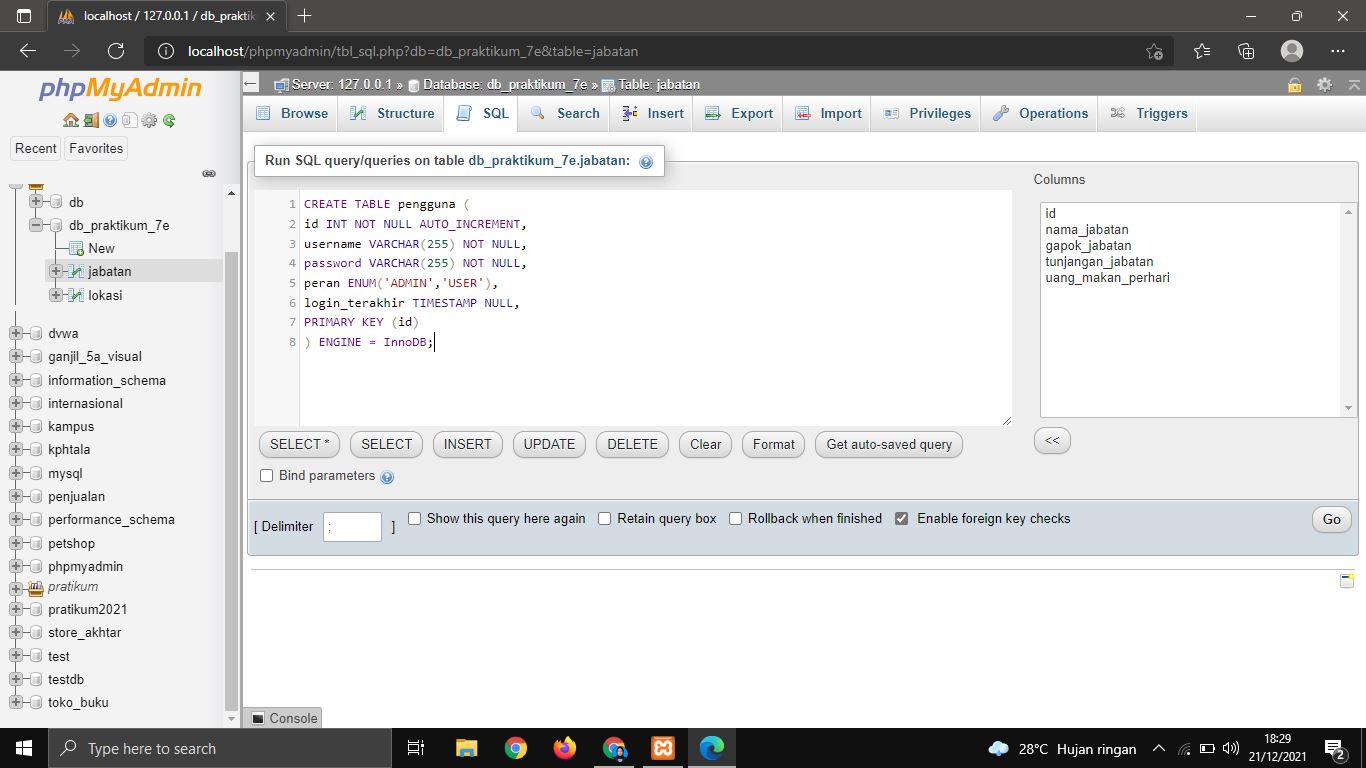 localhost / 127.0.0.1 / db_praktik
localhost/phpmyadmin/tbl_sql.php?db=db_praktikum_7e&table=jabatan
phpMyAdmin
Recent
Favorites
db
db_praktikum_7e
New
jabatan
lokasi
dvwa
ganjil_5a_visual
information_schema
internasional
kampus
kphtala
mysql
penjualan
performance_schema
petshop
phpmyadmin
pratikum
pratikum2021
store_akhtar
test
testdb
toko_buku
Server: 127.0.0.1 » Database: db_praktikum_7e » Table: jabatan
Browse Structure SQL Search Insert Export Import Privileges Operations Triggers
Run SQL query/queries on table db_praktikum_7e.jabatan:
1 CREATE TABLE pengguna (
2 id INT NOT NULL AUTO_INCREMENT,
3 username VARCHAR(255) NOT NULL,
4 password VARCHAR(255) NOT NULL,
5 peran ENUM('ADMIN','USER'),
6 login_terakhir TIMESTAMP NULL,
7 PRIMARY KEY (id)
8 ) ENGINE = InnoDB;
Columns
id
nama_jabatan
gapok_jabatan
tunjangan_jabatan
uang_makan_perhari
<<
SELECT * SELECT INSERT UPDATE DELETE Clear Format Get auto-saved query
Bind parameters
[ Delimiter ; ] Show this query here again Retain query box Rollback when finished Enable foreign key checks Go
Console
Type here to search
28°C Hujan ringan
18:29
21/12/2021
2